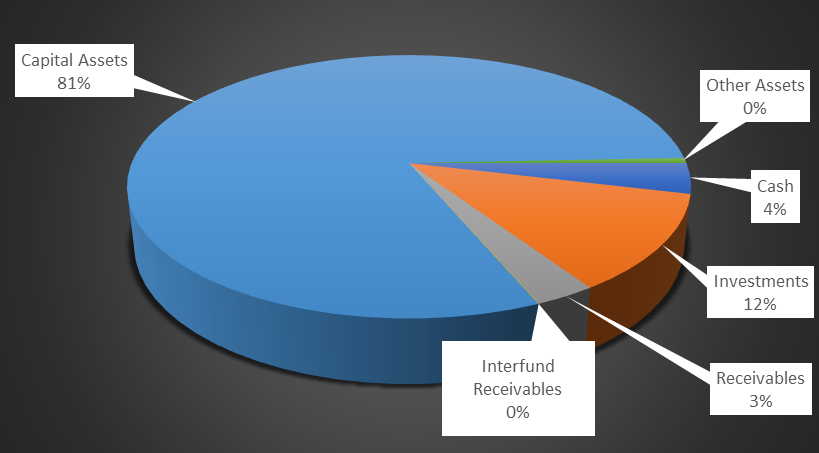 Capital Assets
81%
Other Assets
0%
Cash
4%
Investments
12%
Receivables
3%
Interfund
Receivables
0%